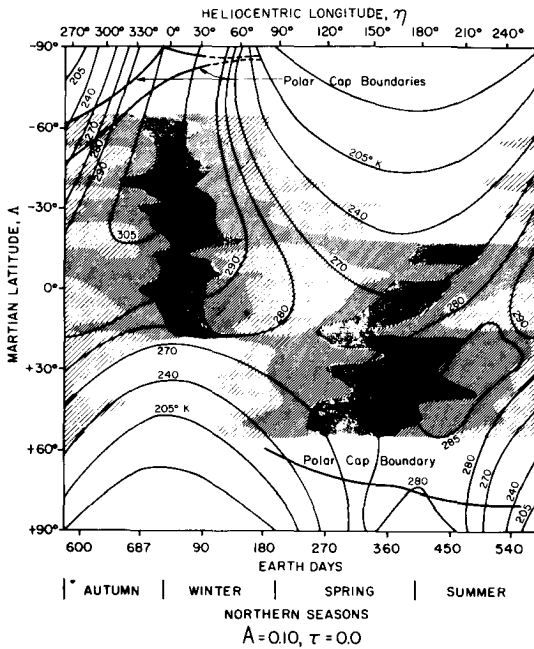 HELIOCENTRIC LONGITUDE, η
270° 300° 330° 0° 30° 60° 90° 120° 150° 180° 210° 240°
MARTIAN LATITUDE, Λ
-90°
-60°
-30°
0°
+30°
+60°
+90°
205
240
270
280
290
305
Polar Cap Boundaries
205° K
240
270
290
280
280
290
270
240
205° K
285
Polar Cap Boundary
280
280
270
240
205
600 687 90 180 270 360 450 540
EARTH DAYS
AUTUMN | WINTER | SPRING | SUMMER
NORTHERN SEASONS
A=0.10, τ=0.0